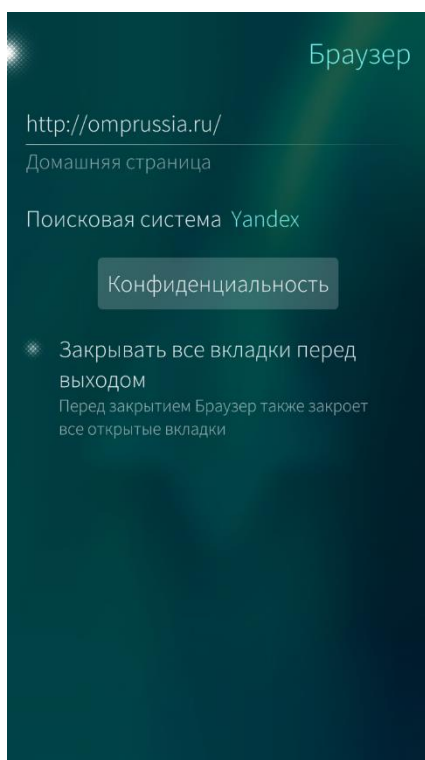 Браузер
http://omprussia.ru/
Домашняя страница
Поисковая система Yandex
Конфиденциальность
Закрывать все вкладки перед
выходом
Перед закрытием Браузер также закроет
все открытые вкладки